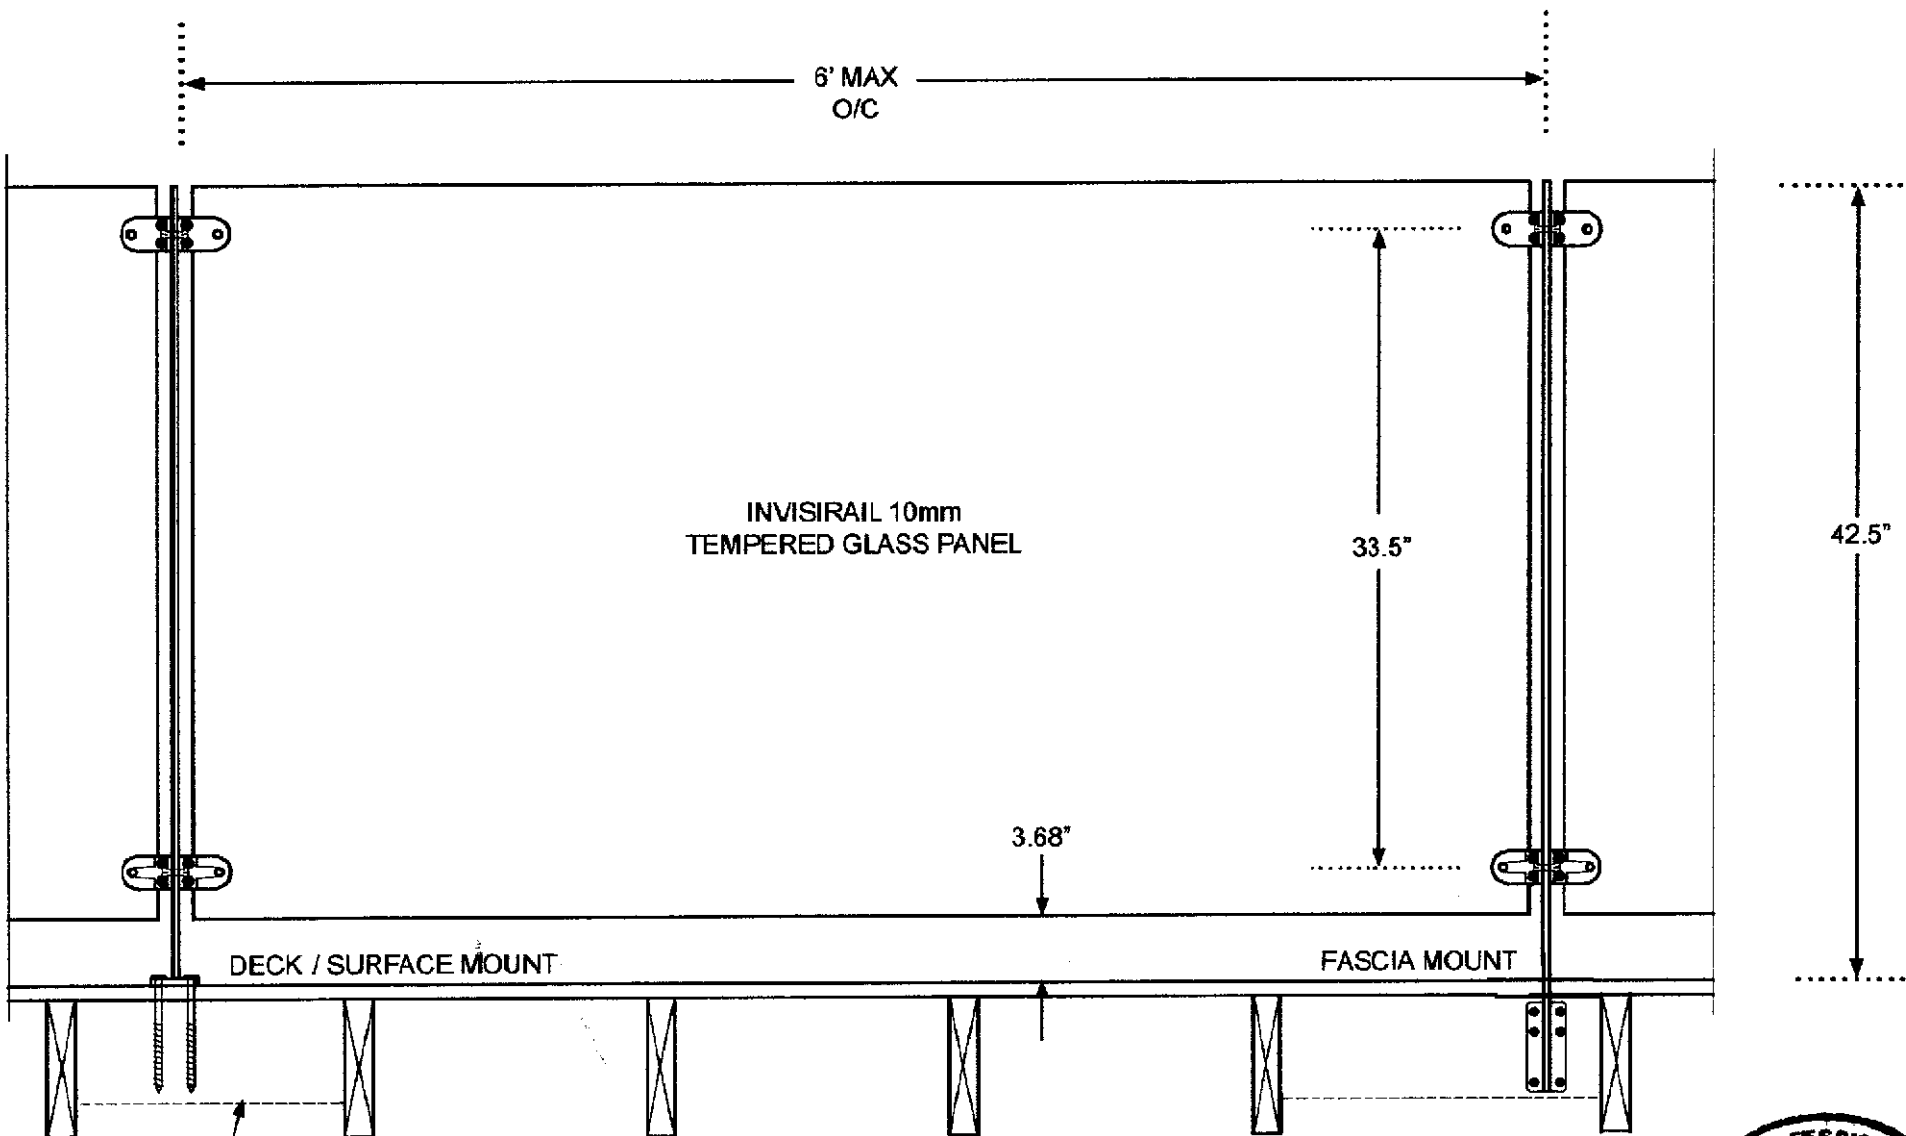 6' MAX
O/C
INVISIRAIL 10mm
TEMPERED GLASS PANEL
33.5"
42.5"
3.68"
DECK / SURFACE MOUNT
FASCIA MOUNT